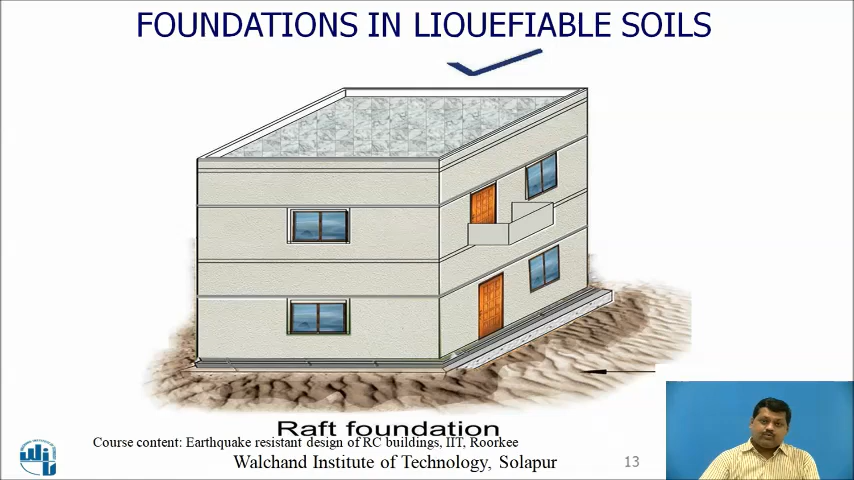 FOUNDATIONS IN LIQUEFIABLE SOILS
Raft foundation
Course content: Earthquake resistant design of RC buildings, IIT, Roorkee
Walchand Institute of Technology, Solapur
13